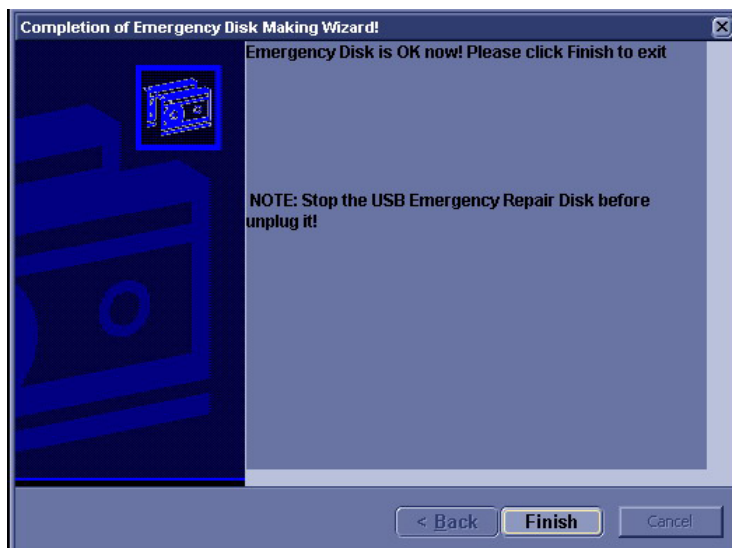 Completion of Emergency Disk Making Wizard!
Emergency Disk is OK now! Please click Finish to exit
NOTE: Stop the USB Emergency Repair Disk before
unplug it!
< Back
Finish
Cancel